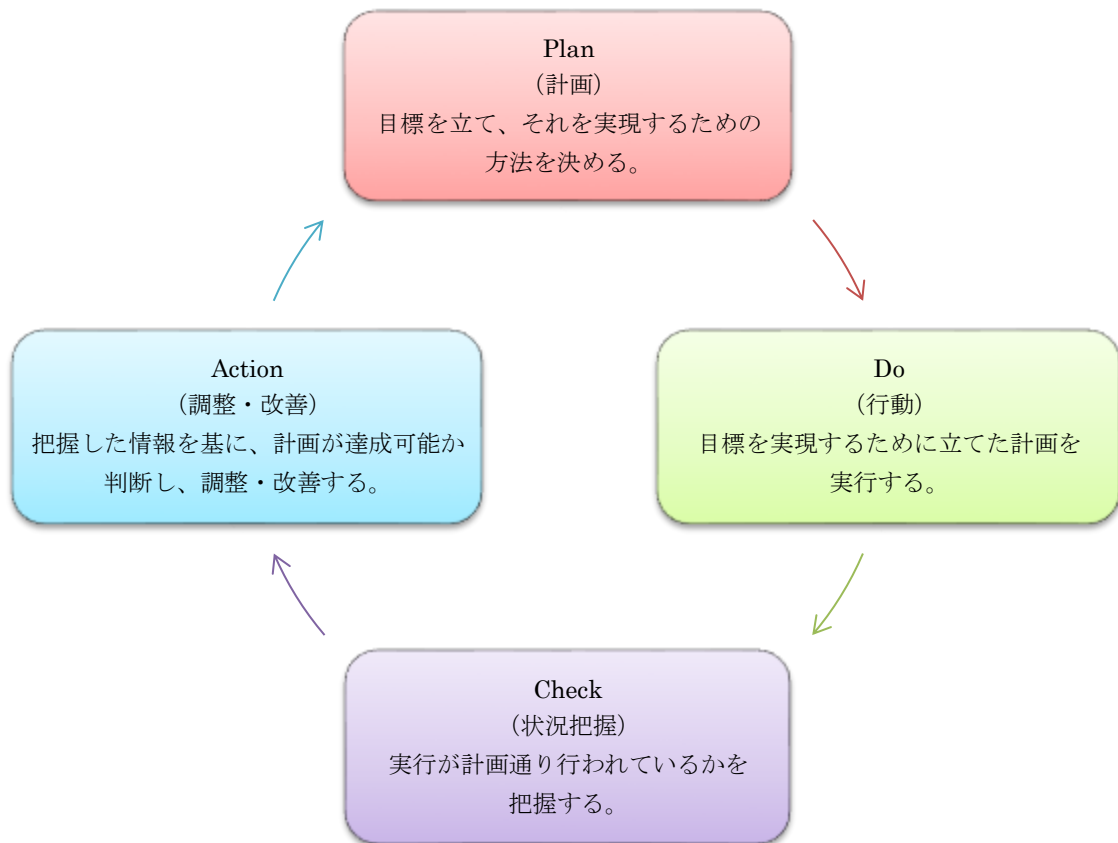 Plan
（計画）
目標を立て、それを実現するための
方法を決める。
Do
（行動）
目標を実現するために立てた計画を
実行する。
Check
（状況把握）
実行が計画通り行われているかを
把握する。
Action
（調整・改善）
把握した情報を基に、計画が達成可能か
判断し、調整・改善する。